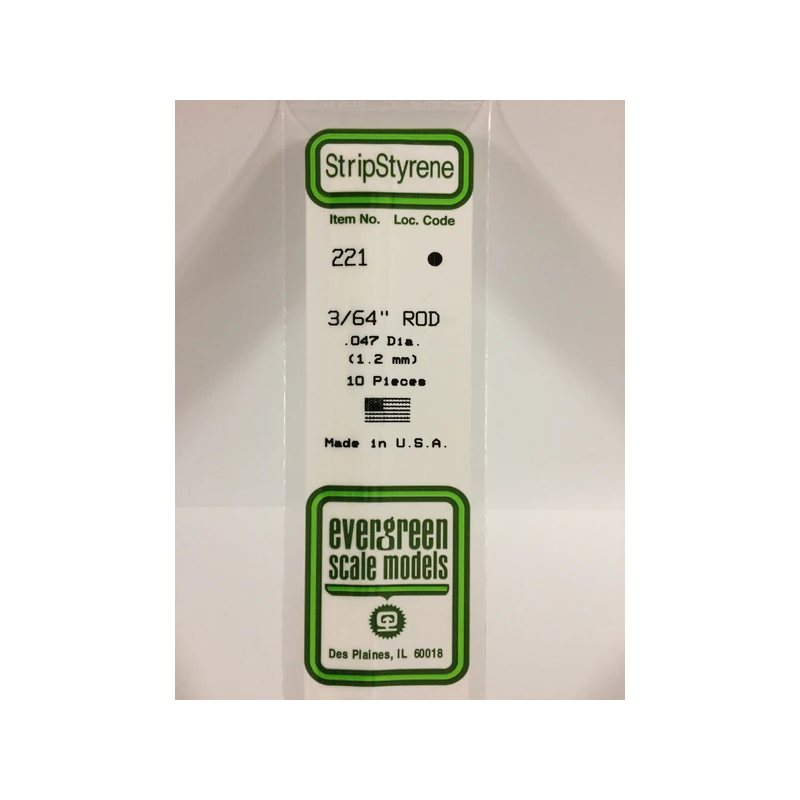 StripStyrene
Item No. Loc. Code
221 ●
3/64" ROD
.047 Dia.
(1.2 mm)
10 Pieces
Made in U.S.A.
evergreen
scale models
Des Plaines, IL 60018